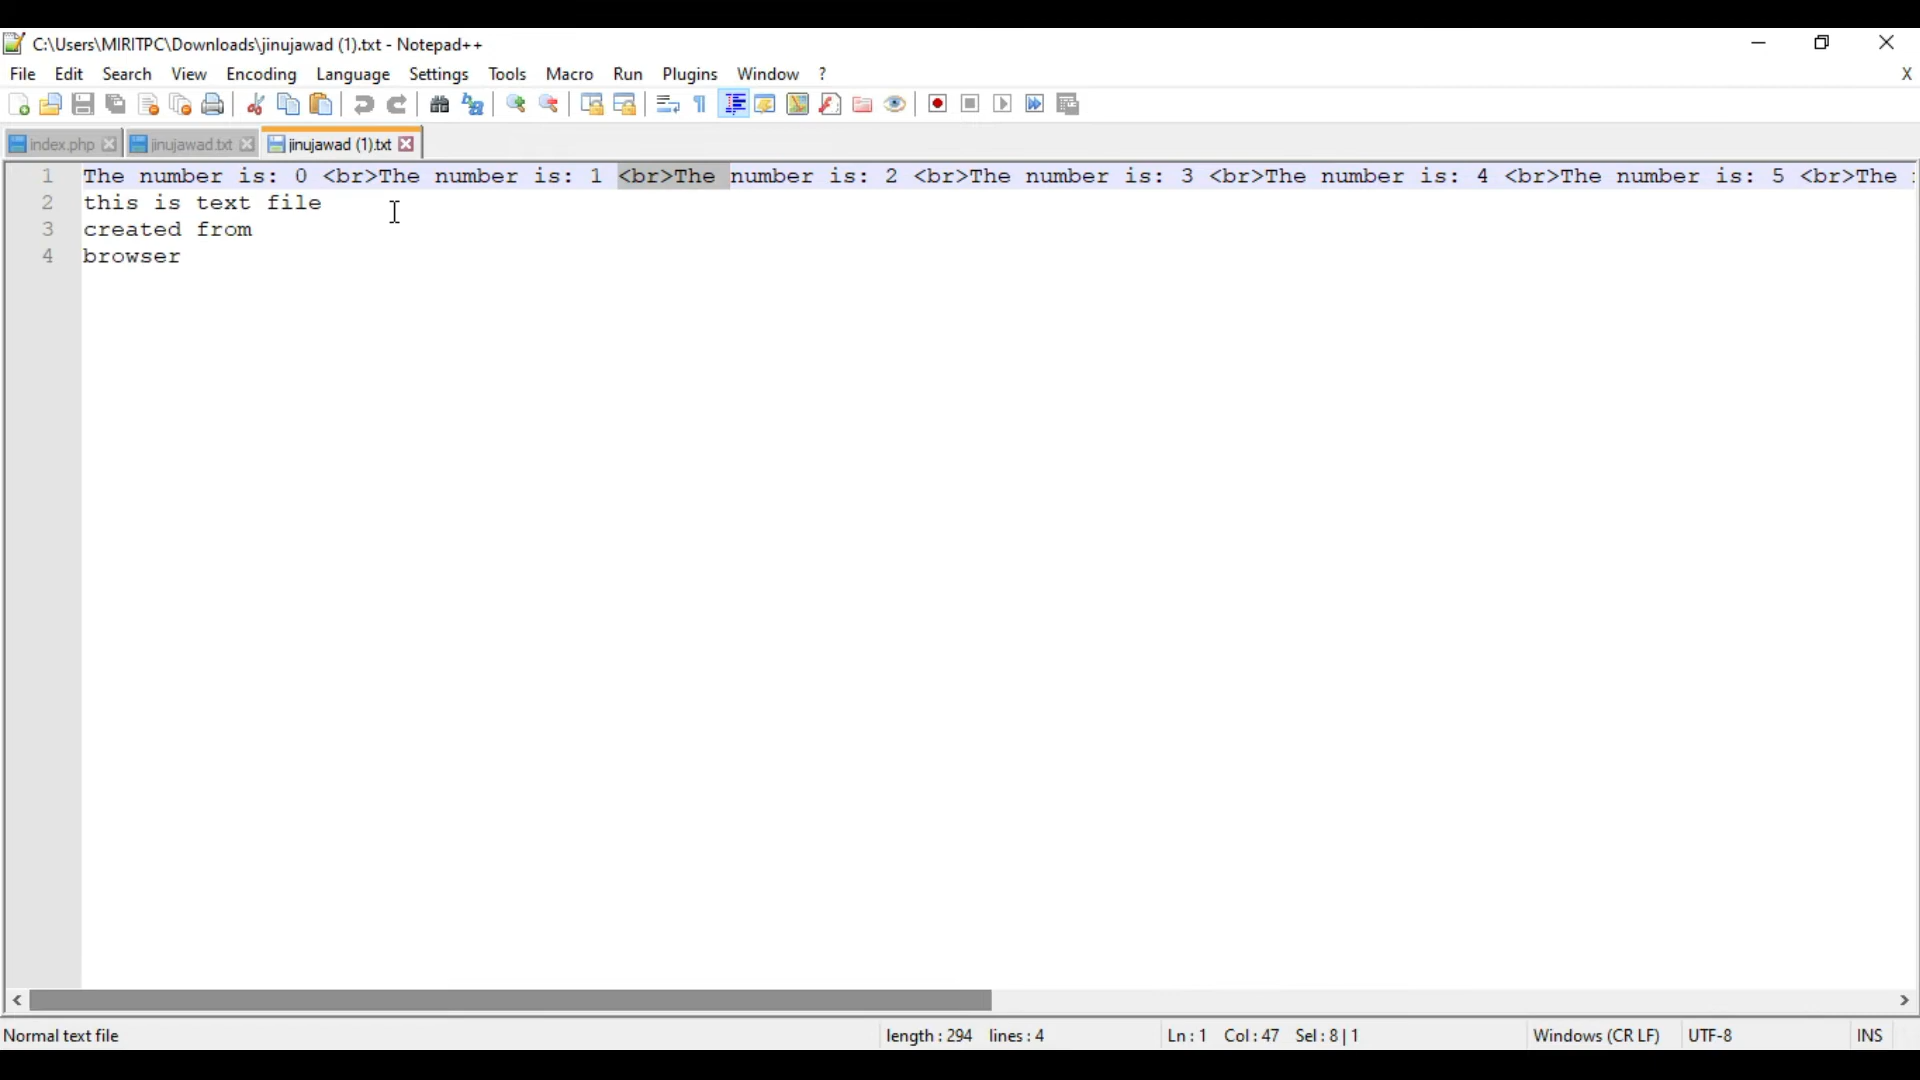 C:\Users\MIRITPC\Downloads\jinujawad (1).txt - Notepad++
File Edit Search View Encoding Language Settings Tools Macro Run Plugins Window ? X
index.php jinujawad.txt jinujawad (1).txt
1 The number is: 0 <br>The number is: 1 <br>The number is: 2 <br>The number is: 3 <br>The number is: 4 <br>The number is: 5 <br>The
2 this is text file
3 created from
4 browser
Normal text file length : 294 lines : 4 Ln : 1 Col : 47 Sel : 8 | 1 Windows (CR LF) UTF-8 INS